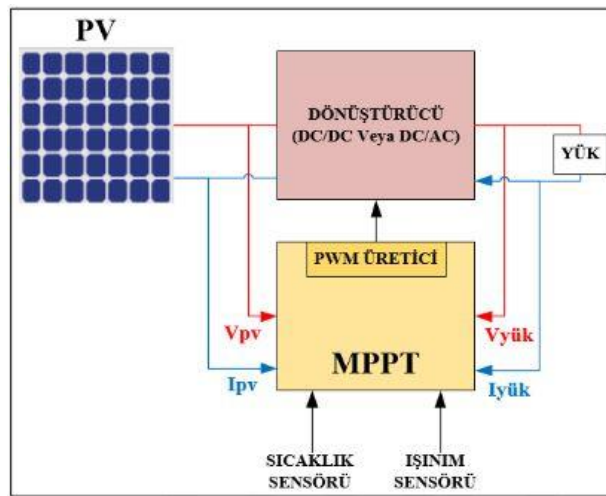 PV
DÖNÜŞTÜRÜCÜ
(DC/DC Veya DC/AC)
YÜK
PWM ÜRETİCİ
Vpv
Vyük
MPPT
Ipv
Iyük
SICAKLIK
SENSÖRÜ
IŞINIM
SENSÖRÜ